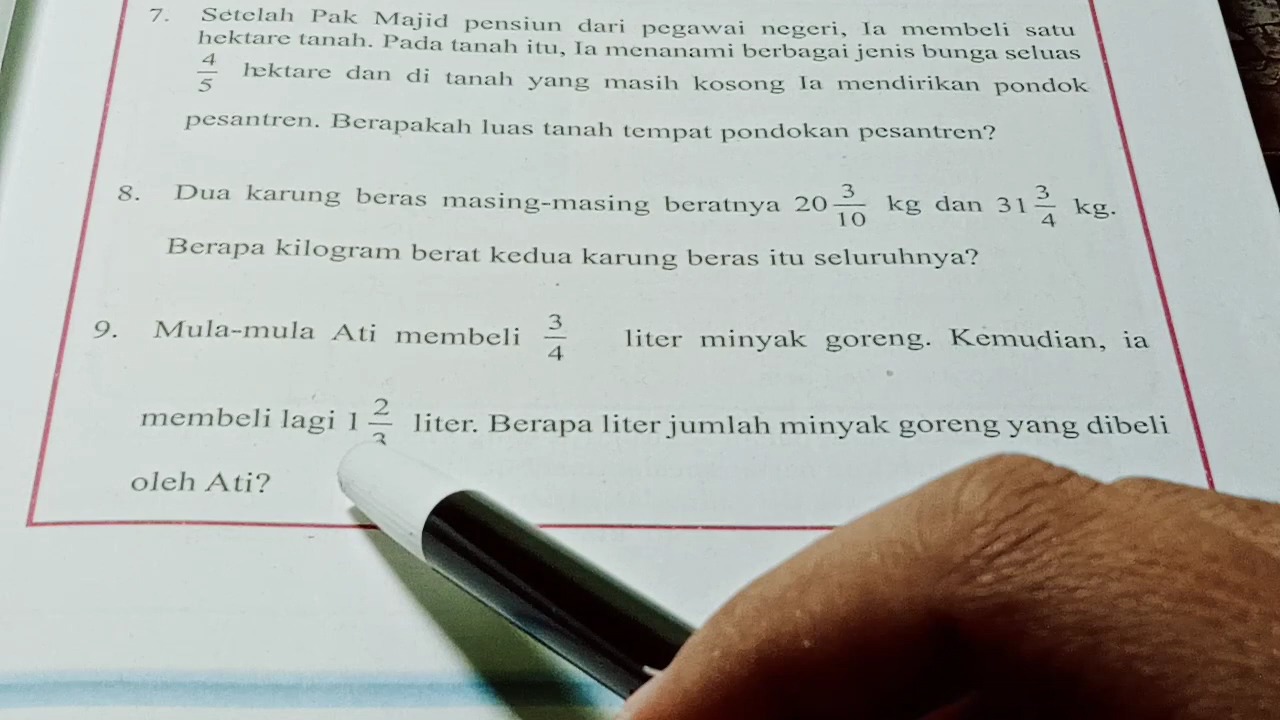 7. Setelah Pak Majid pensiun dari pegawai negeri, Ia membeli satu
hektare tanah. Pada tanah itu, Ia menanami berbagai jenis bunga seluas
4/5 hektare dan di tanah yang masih kosong Ia mendirikan pondok
pesantren. Berapakah luas tanah tempat pondokan pesantren?
8. Dua karung beras masing-masing beratnya 20 3/10 kg dan 31 3/4 kg.
Berapa kilogram berat kedua karung beras itu seluruhnya?
9. Mula-mula Ati membeli 3/4 liter minyak goreng. Kemudian, ia
membeli lagi 1 2/3 liter. Berapa liter jumlah minyak goreng yang dibeli
oleh Ati?